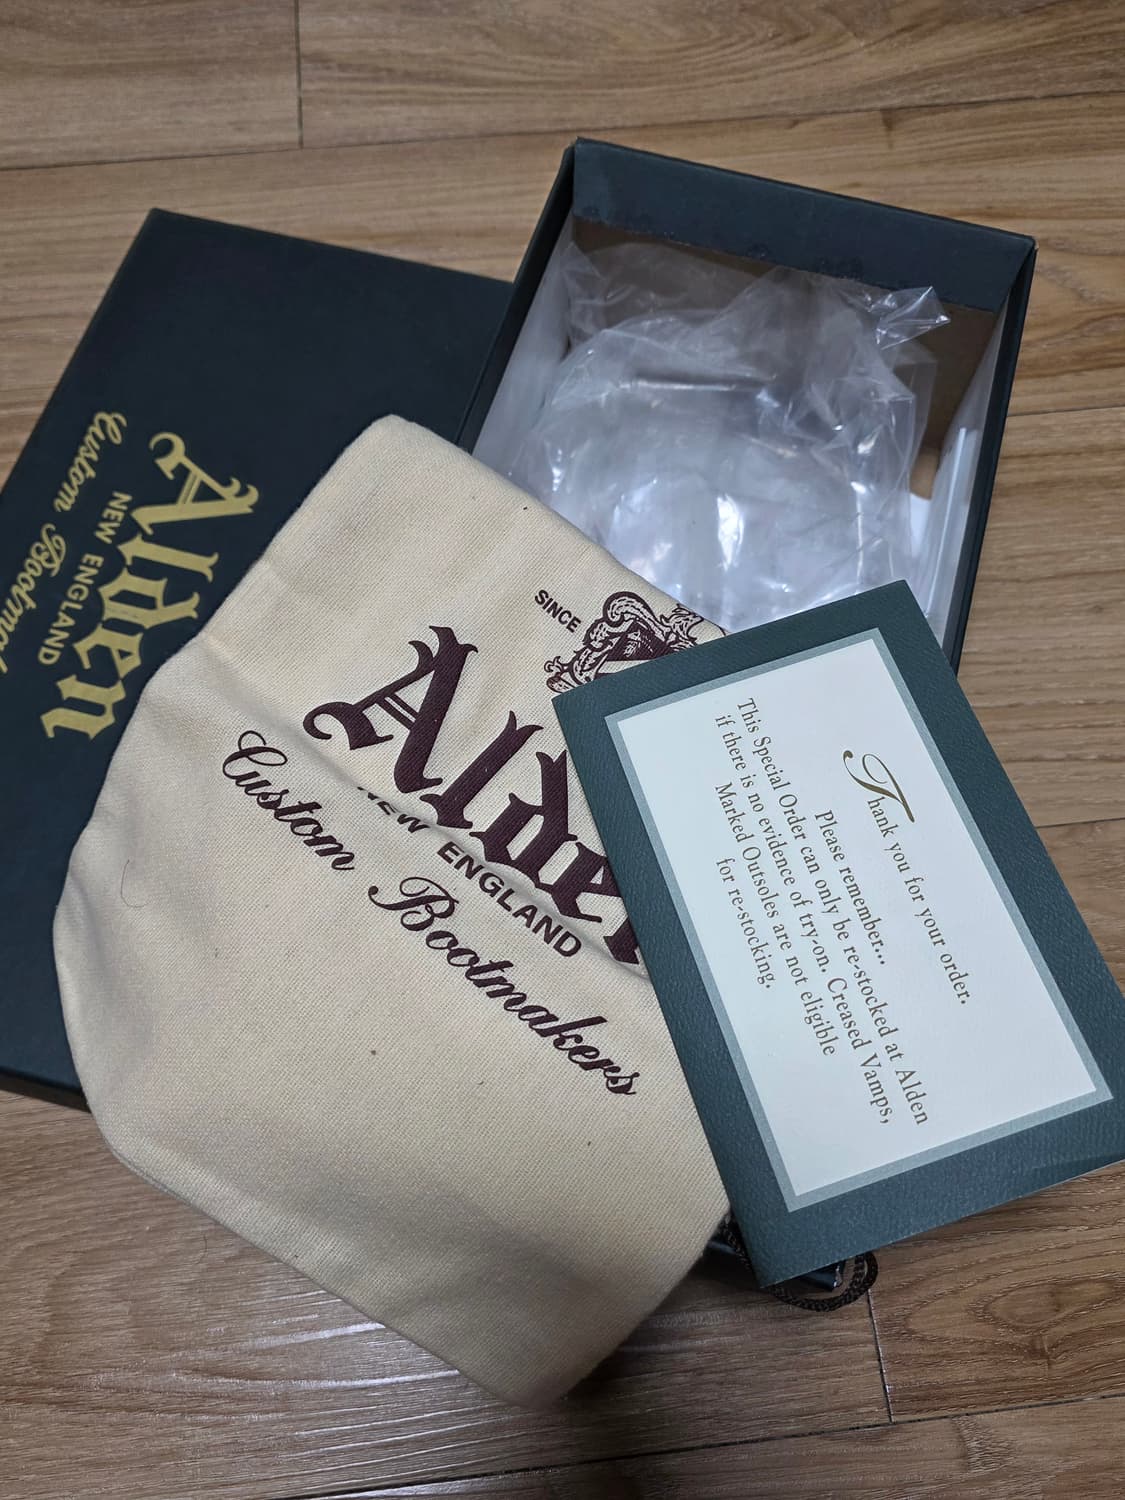 Alden
NEW ENGLAND
Custom
SINCE
Alden
NEW ENGLAND
Custom Bootmakers
Thank you for your order.
Please remember...
This Special Order can only be re-stocked at Alden
if there is no evidence of try-on. Creased Vamps,
Marked Outsoles are not eligible
for re-stocking.